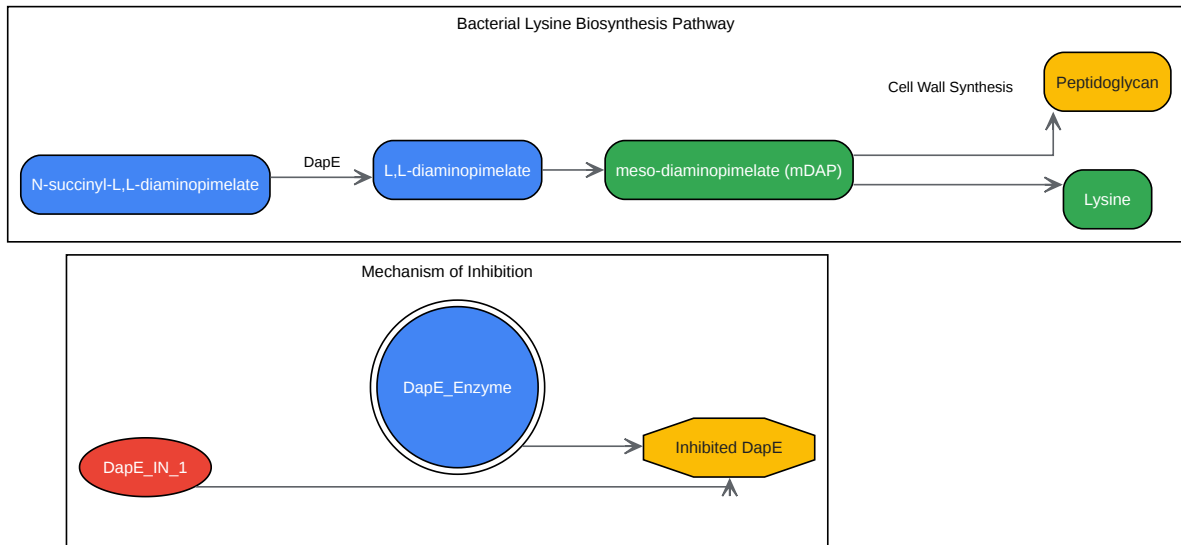 Bacterial Lysine Biosynthesis Pathway
Cell Wall Synthesis
Peptidoglycan
N-succinyl-L,L-diaminopimelate
DapE
L,L-diaminopimelate
meso-diaminopimelate (mDAP)
Lysine
Mechanism of Inhibition
DapE_Enzyme
DapE_IN_1
Inhibited DapE